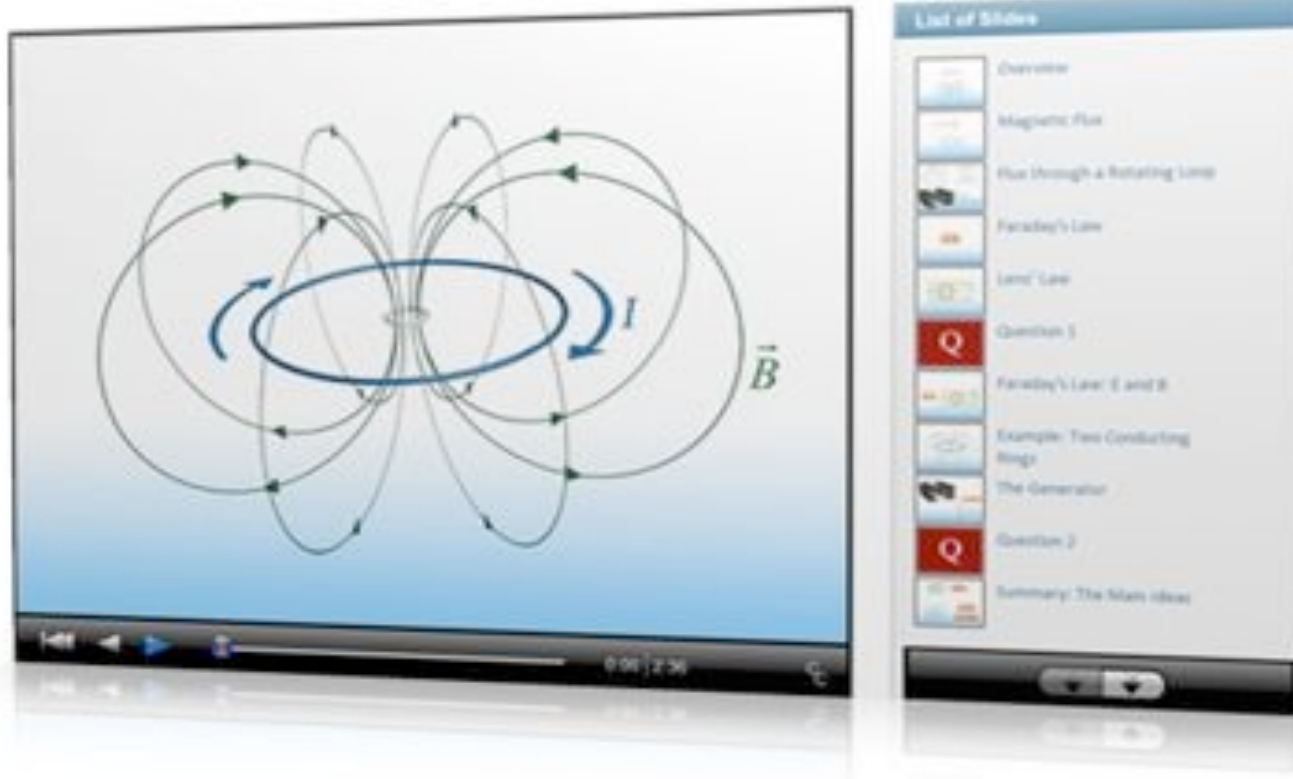 I
B
0:06 | 2:36
List of Slides
Overview
Magnetic Flux
Flux through a Rotating Loop
Faraday's Law
Lenz' Law
Q
Question 1
Faraday's Law: E and B
Example: Two Conducting
Rings
The Generator
Q
Question 2
Summary: The Main Ideas